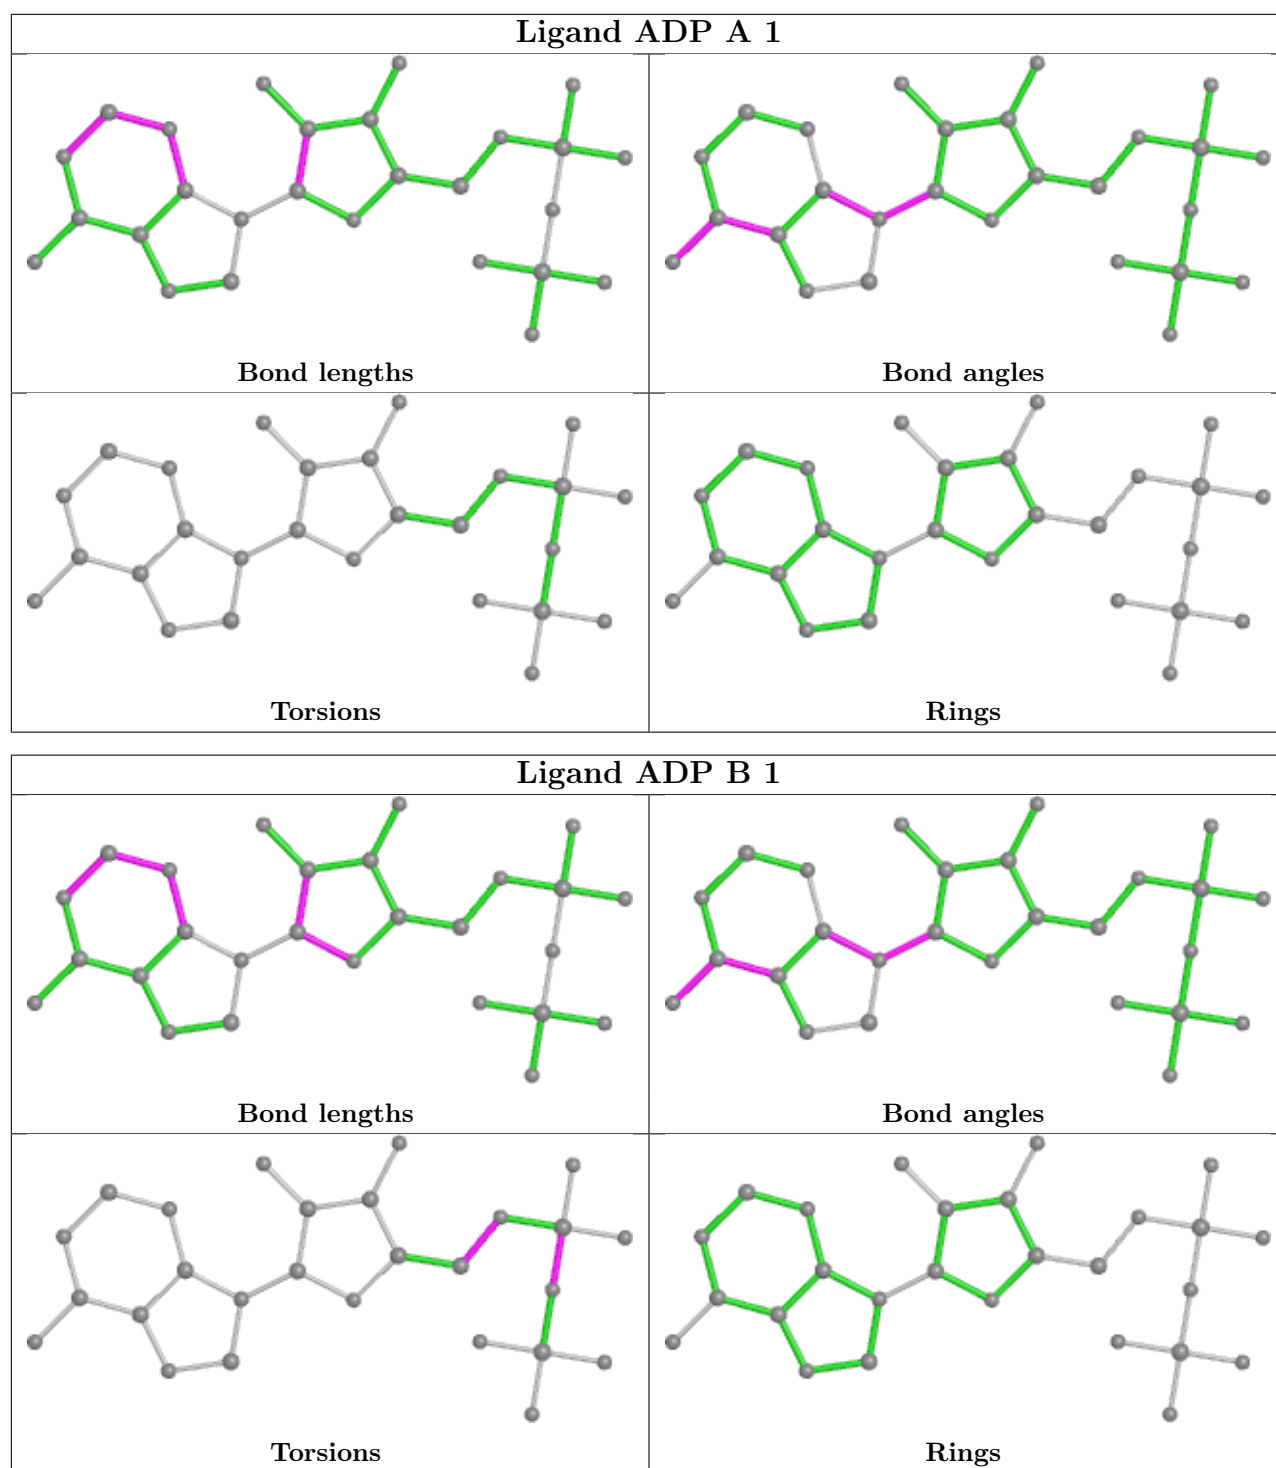 Ligand ADP A 1
Bond lengths
Bond angles
Torsions
Rings
Ligand ADP B 1
Bond lengths
Bond angles
Torsions
Rings